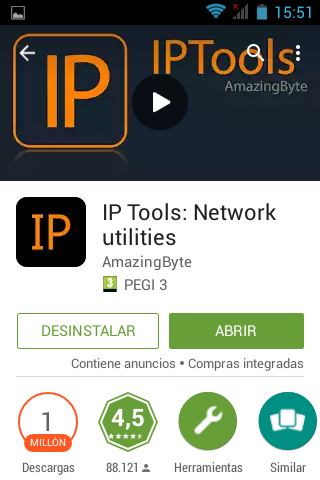 15:51
IP
IPTools
AmazingByte
IP
IP Tools: Network
utilities
AmazingByte
3 PEGI 3
DESINSTALAR
ABRIR
Contiene anuncios • Compras integradas
1
MILLÓN
4,5
Descargas
88.121
Herramientas
Similar